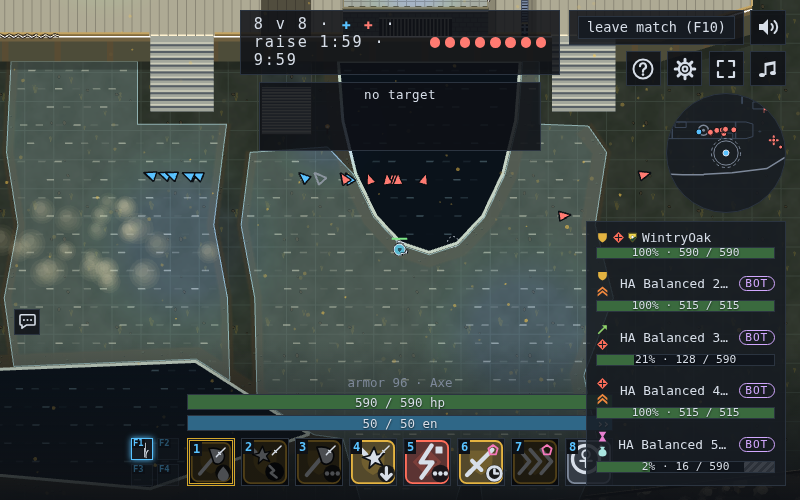 8 v 8 · + + ·
raise 1:59 ·
9:59
leave match (F10)
no target
WintryOak
100% · 590 / 590
HA Balanced 2… BOT
100% · 515 / 515
HA Balanced 3… BOT
21% · 128 / 590
HA Balanced 4… BOT
100% · 515 / 515
HA Balanced 5… BOT
2% · 16 / 590
armor 96 · Axe
590 / 590 hp
50 / 50 en
F1 F2
F3 F4
1 2 3 4 5 6 7 8